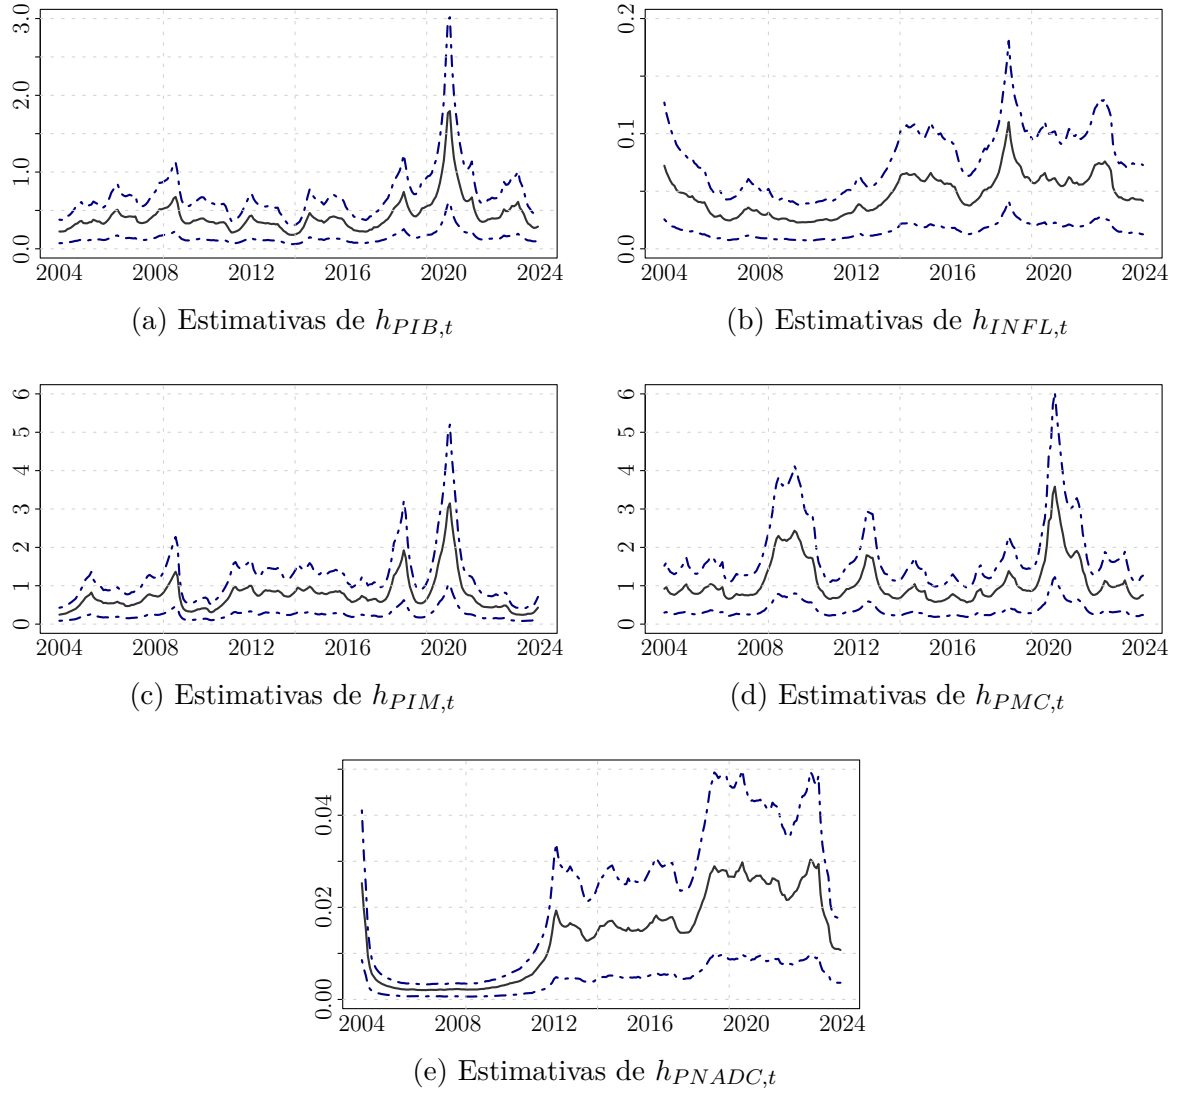 3.0
2.0
1.0
0.0
2004 2008 2012 2016 2020 2024
(a) Estimativas de h_{PIB,t}
0.2
0.1
0.0
2004 2008 2012 2016 2020 2024
(b) Estimativas de h_{INFL,t}
6
5
4
3
2
1
0
2004 2008 2012 2016 2020 2024
(c) Estimativas de h_{PIM,t}
6
5
4
3
2
1
0
2004 2008 2012 2016 2020 2024
(d) Estimativas de h_{PMC,t}
0.04
0.02
0.00
2004 2008 2012 2016 2020 2024
(e) Estimativas de h_{PNADC,t}